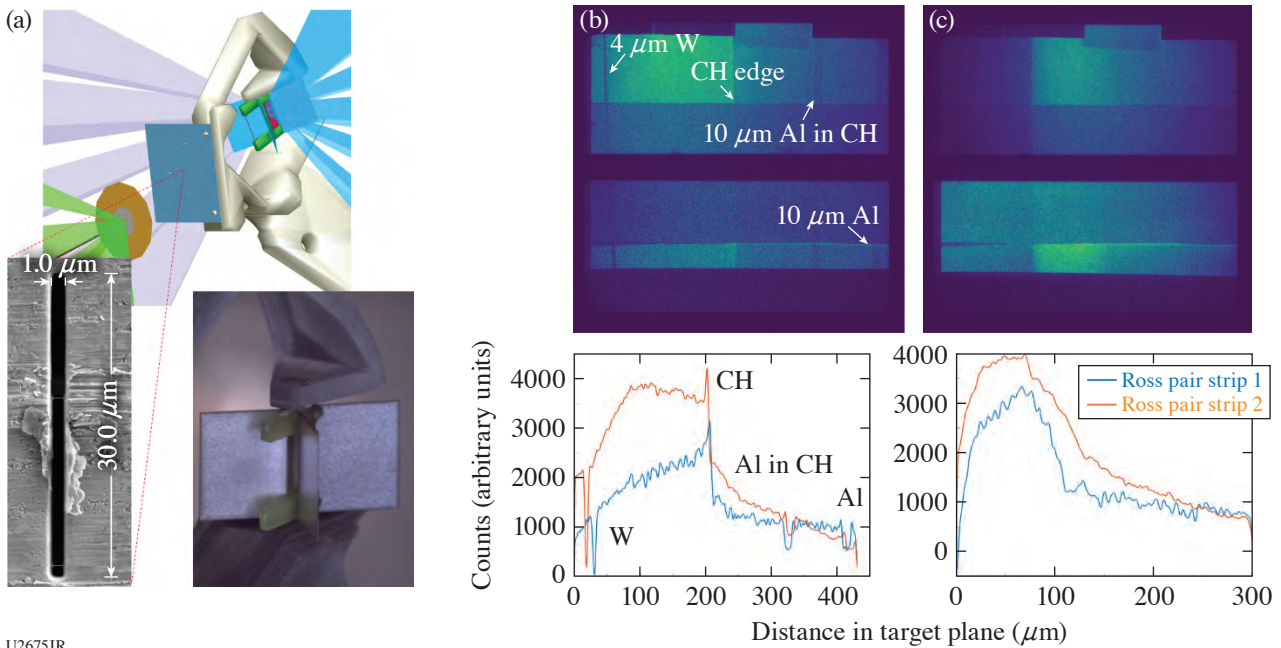 (a)
1.0 μm
30.0 μm
U2675JR
(b)
4 μm W
CH edge
10 μm Al in CH
10 μm Al
(c)
Counts (arbitrary units)
4000
3000
2000
1000
0
CH
Al in CH
Al
W
0 100 200 300 400
4000
3000
2000
1000
0
Ross pair strip 1
Ross pair strip 2
0 100 200 300
Distance in target plane (μm)